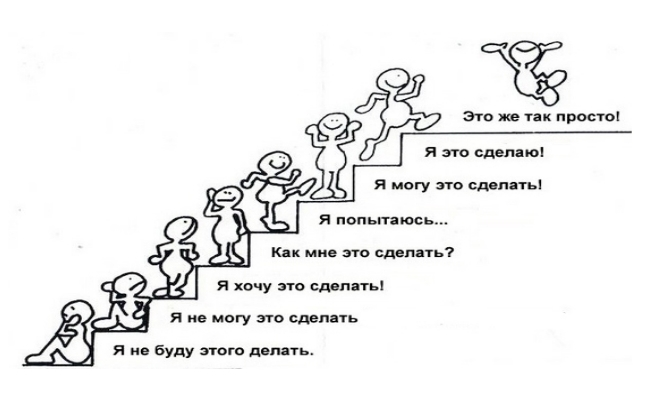 Это же так просто!
Я это сделаю!
Я могу это сделать!
Я попытаюсь...
Как мне это сделать?
Я хочу это сделать!
Я не могу это сделать
Я не буду этого делать.